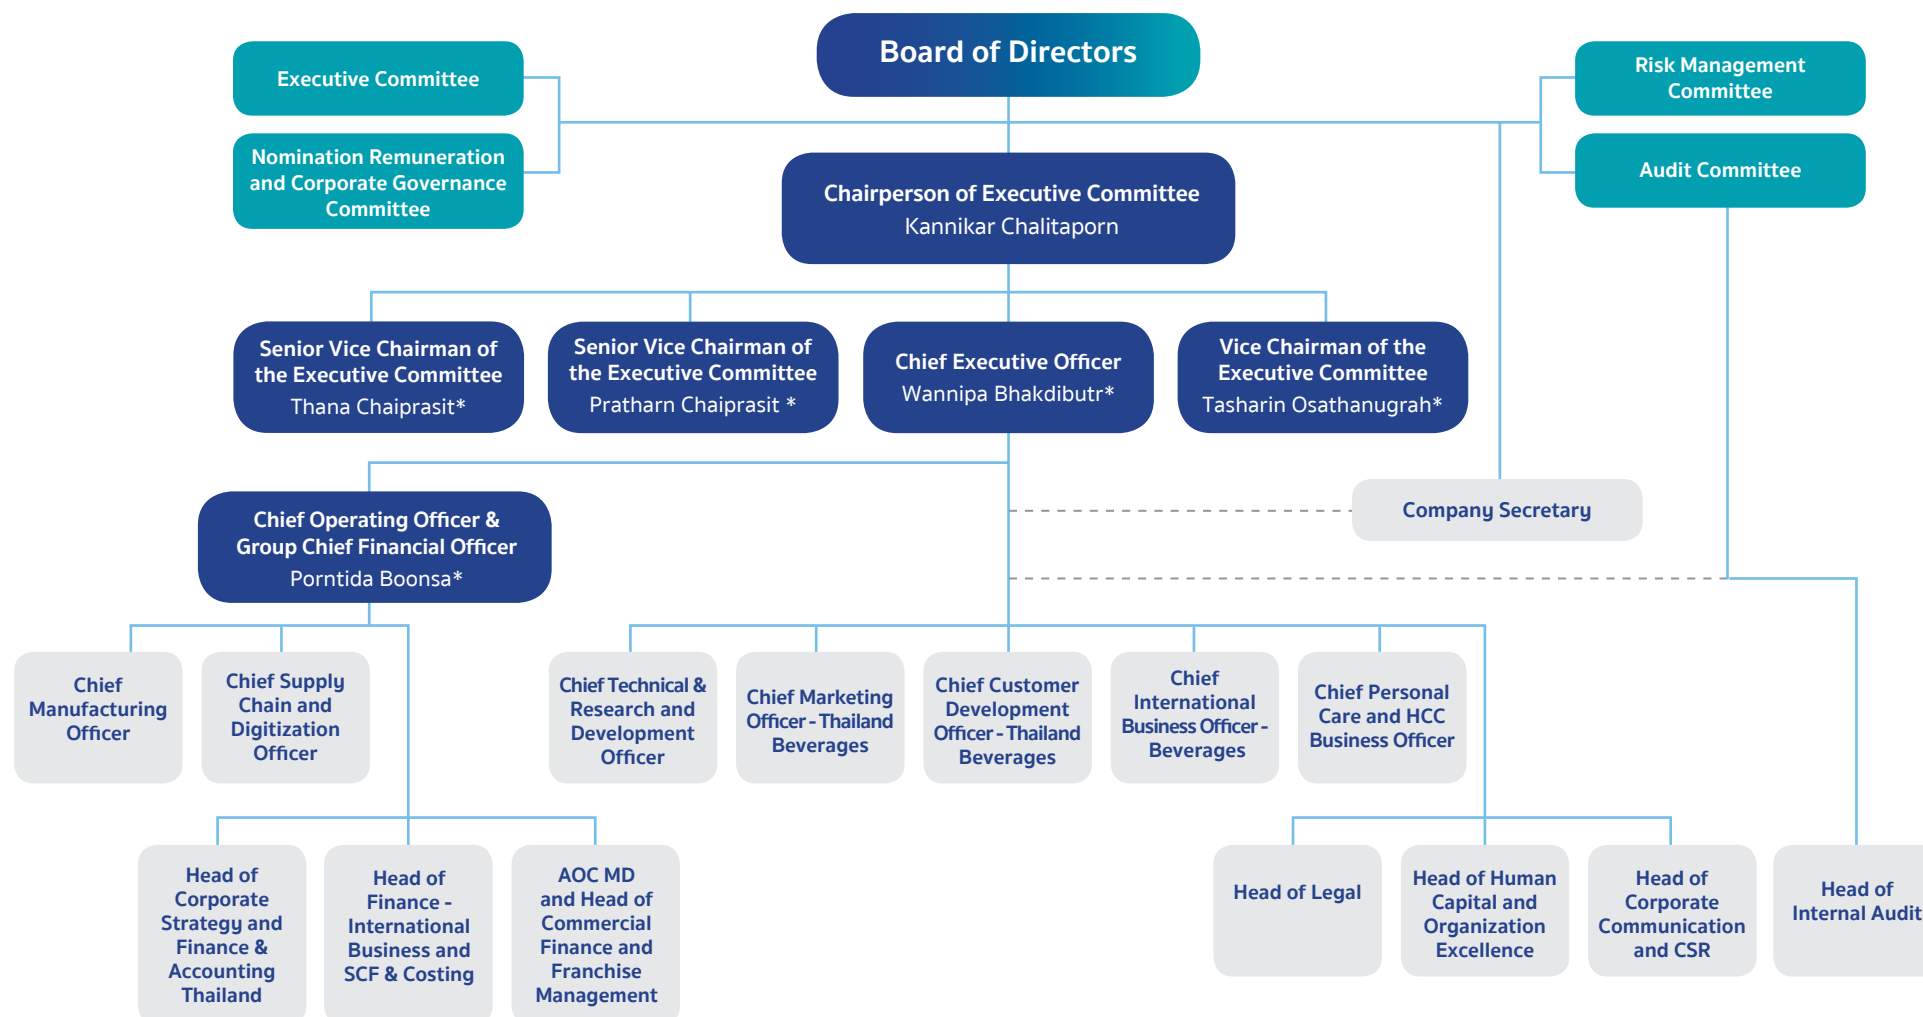 Board of Directors
Executive Committee
Nomination Remuneration
and Corporate Governance
Committee
Risk Management
Committee
Audit Committee
Chairperson of Executive Committee
Kannikar Chalitaporn
Senior Vice Chairman of
the Executive Committee
Thana Chaiprasit*
Senior Vice Chairman of
the Executive Committee
Pratharn Chaiprasit *
Chief Executive Officer
Wannipa Bhakdibutr*
Vice Chairman of the
Executive Committee
Tasharin Osathanugrah*
Chief Operating Officer &
Group Chief Financial Officer
Porntida Boonsa*
Company Secretary
Chief
Manufacturing
Officer
Chief Supply
Chain and
Digitization
Officer
Chief Technical &
Research and
Development
Officer
Chief Marketing
Officer - Thailand
Beverages
Chief Customer
Development
Officer - Thailand
Beverages
Chief
International
Business Officer -
Beverages
Chief Personal
Care and HCC
Business Officer
Head of
Corporate
Strategy and
Finance &
Accounting
Thailand
Head of
Finance -
International
Business and
SCF & Costing
AOC MD
and Head of
Commercial
Finance and
Franchise
Management
Head of Legal
Head of Human
Capital and
Organization
Excellence
Head of
Corporate
Communication
and CSR
Head of
Internal Audit